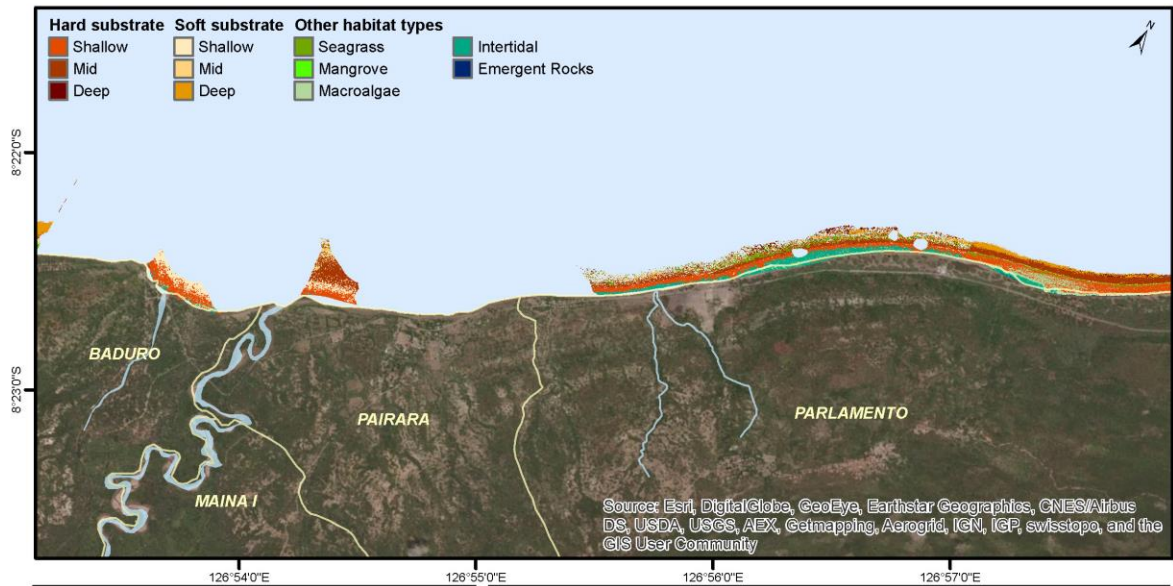 Hard substrate Soft substrate Other habitat types
Shallow Shallow Seagrass Intertidal
Mid Mid Mangrove Emergent Rocks
Deep Deep Macroalgae
N
8°22'0"S
BADURO
8°23'0"S
PAIRARA
PARLAMENTO
MAINA I
Source: Esri, DigitalGlobe, GeoEye, Earthstar Geographics, CNES/Airbus
DS, USDA, USGS, AEX, Getmapping, Aerogrid, IGN, IGP, swisstopo, and the
GIS User Community
126°54'0"E 126°55'0"E 126°56'0"E 126°57'0"E